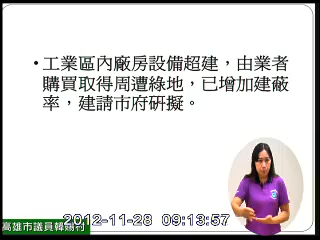 •工業區內廠房設備超建，由業者
購買取得周遭綠地，已增加建蔽
率，建請市府研擬。
高雄市議員韓賜村
2012-11-28 09:13:57